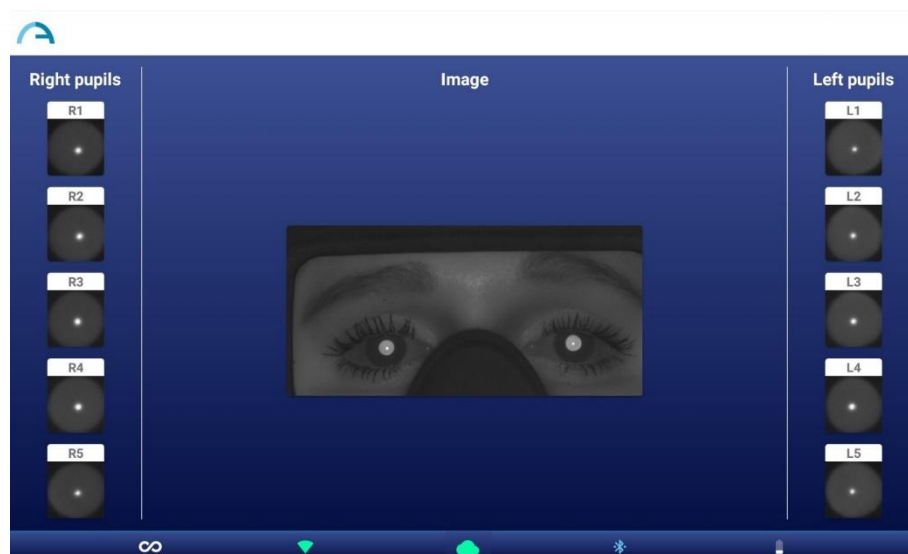 Right pupils
Image
Left pupils
R1
L1
R2
L2
R3
L3
R4
L4
R5
L5